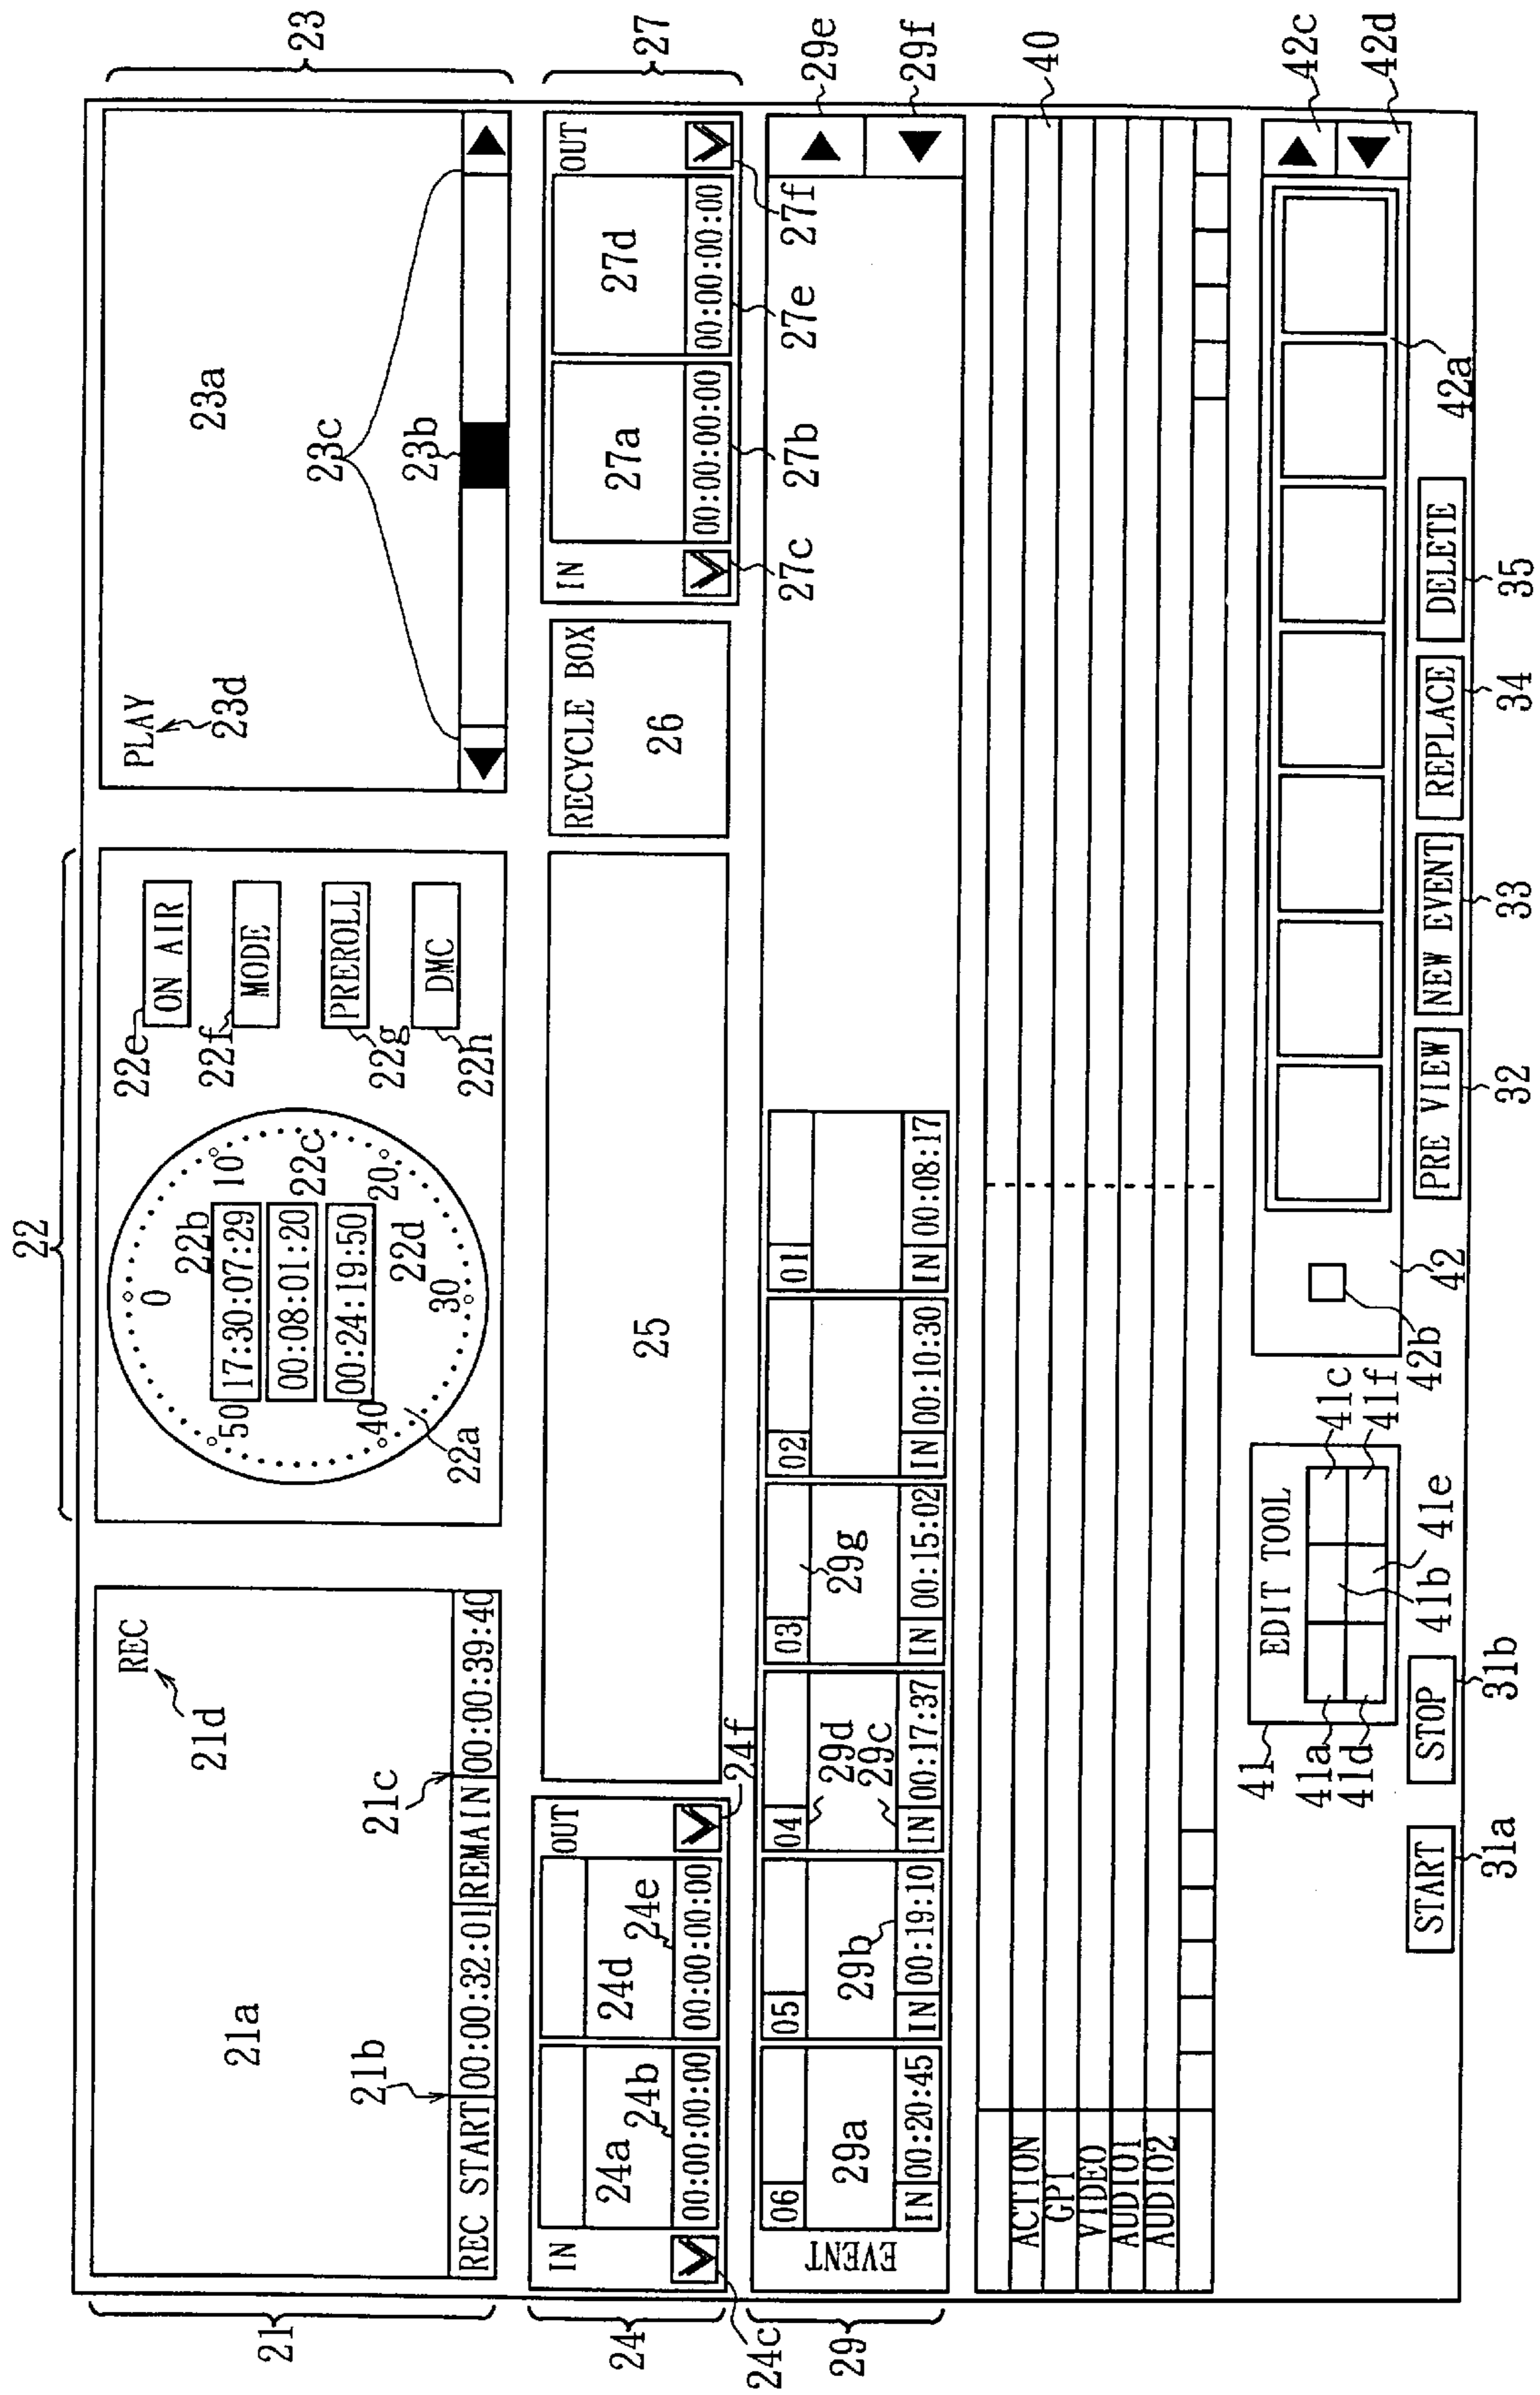 22
23
21
21a
REC
21d
21b
21c
REC START 00:00:32:01 REMAIN 00:00:39:40
0
10
20
30
40
50
22b
17:30:07:29
00:08:01:20
22c
00:24:19:50
22d
22a
22e
ON AIR
22f
MODE
PREROLL
22g
DMC
22h
PLAY
23d
23a
23c
23b
24
IN
OUT
24a
24b
00:00:00:00
24d
24e
00:00:00:00
24c
24f
25
RECYCLE BOX
26
27
IN
OUT
27a
27d
00:00:00:00
00:00:00:00
27c
27b
27e
27f
29
EVENT
06
05
04
03
02
01
29a
29b
29d
29c
29g
IN 00:20:45
IN 00:19:10
IN 00:17:37
IN 00:15:02
IN 00:10:30
IN 00:08:17
29e
29f
40
ACTION
GPI
VIDEO
AUDIO1
AUDIO2
41
EDIT TOOL
41a
41d
41b
41e
41c
41f
42b
42
42a
42c
42d
START
31a
STOP
31b
PRE VIEW
32
NEW EVENT
33
REPLACE
34
DELETE
35